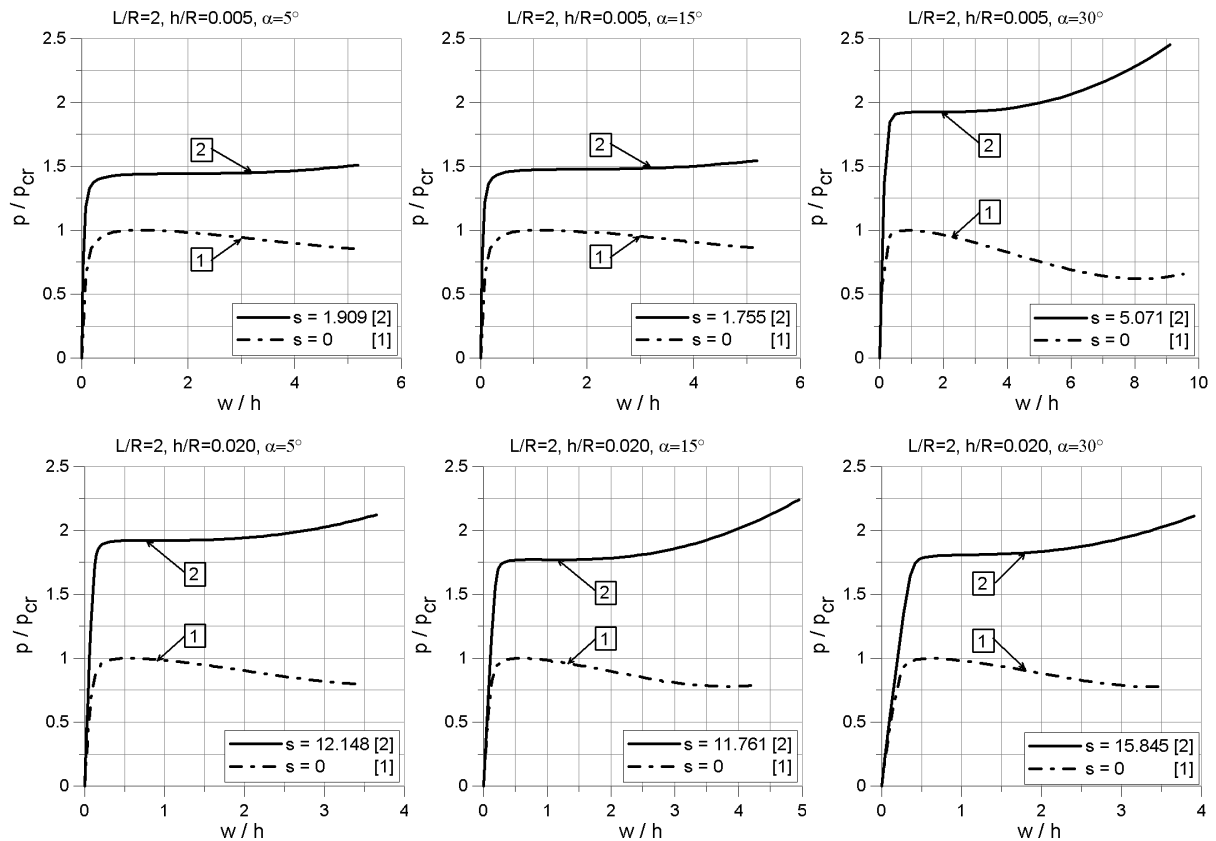 L/R=2, h/R=0.005, α=5°
2.5
2
1.5
1
0.5
0
p / p_cr
2
1
s = 1.909 [2]
s = 0 [1]
0 2 4 6
w / h
L/R=2, h/R=0.005, α=15°
2.5
2
1.5
1
0.5
0
p / p_cr
2
1
s = 1.755 [2]
s = 0 [1]
0 2 4 6
w / h
L/R=2, h/R=0.005, α=30°
2.5
2
1.5
1
0.5
0
p / p_cr
2
1
s = 5.071 [2]
s = 0 [1]
0 2 4 6 8 10
w / h
L/R=2, h/R=0.020, α=5°
2.5
2
1.5
1
0.5
0
p / p_cr
2
1
s = 12.148 [2]
s = 0 [1]
0 1 2 3 4
w / h
L/R=2, h/R=0.020, α=15°
2.5
2
1.5
1
0.5
0
p / p_cr
2
1
s = 11.761 [2]
s = 0 [1]
0 1 2 3 4 5
w / h
L/R=2, h/R=0.020, α=30°
2.5
2
1.5
1
0.5
0
p / p_cr
2
1
s = 15.845 [2]
s = 0 [1]
0 1 2 3 4
w / h